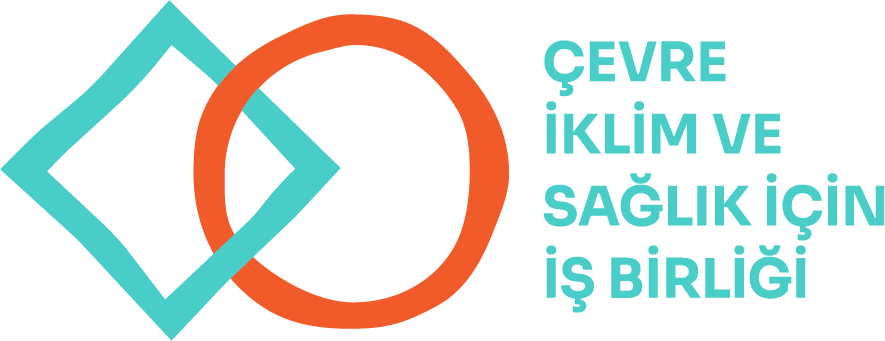 ÇEVRE
İKLİM VE
SAĞLIK İÇİN
İŞ BİRLİĞİ